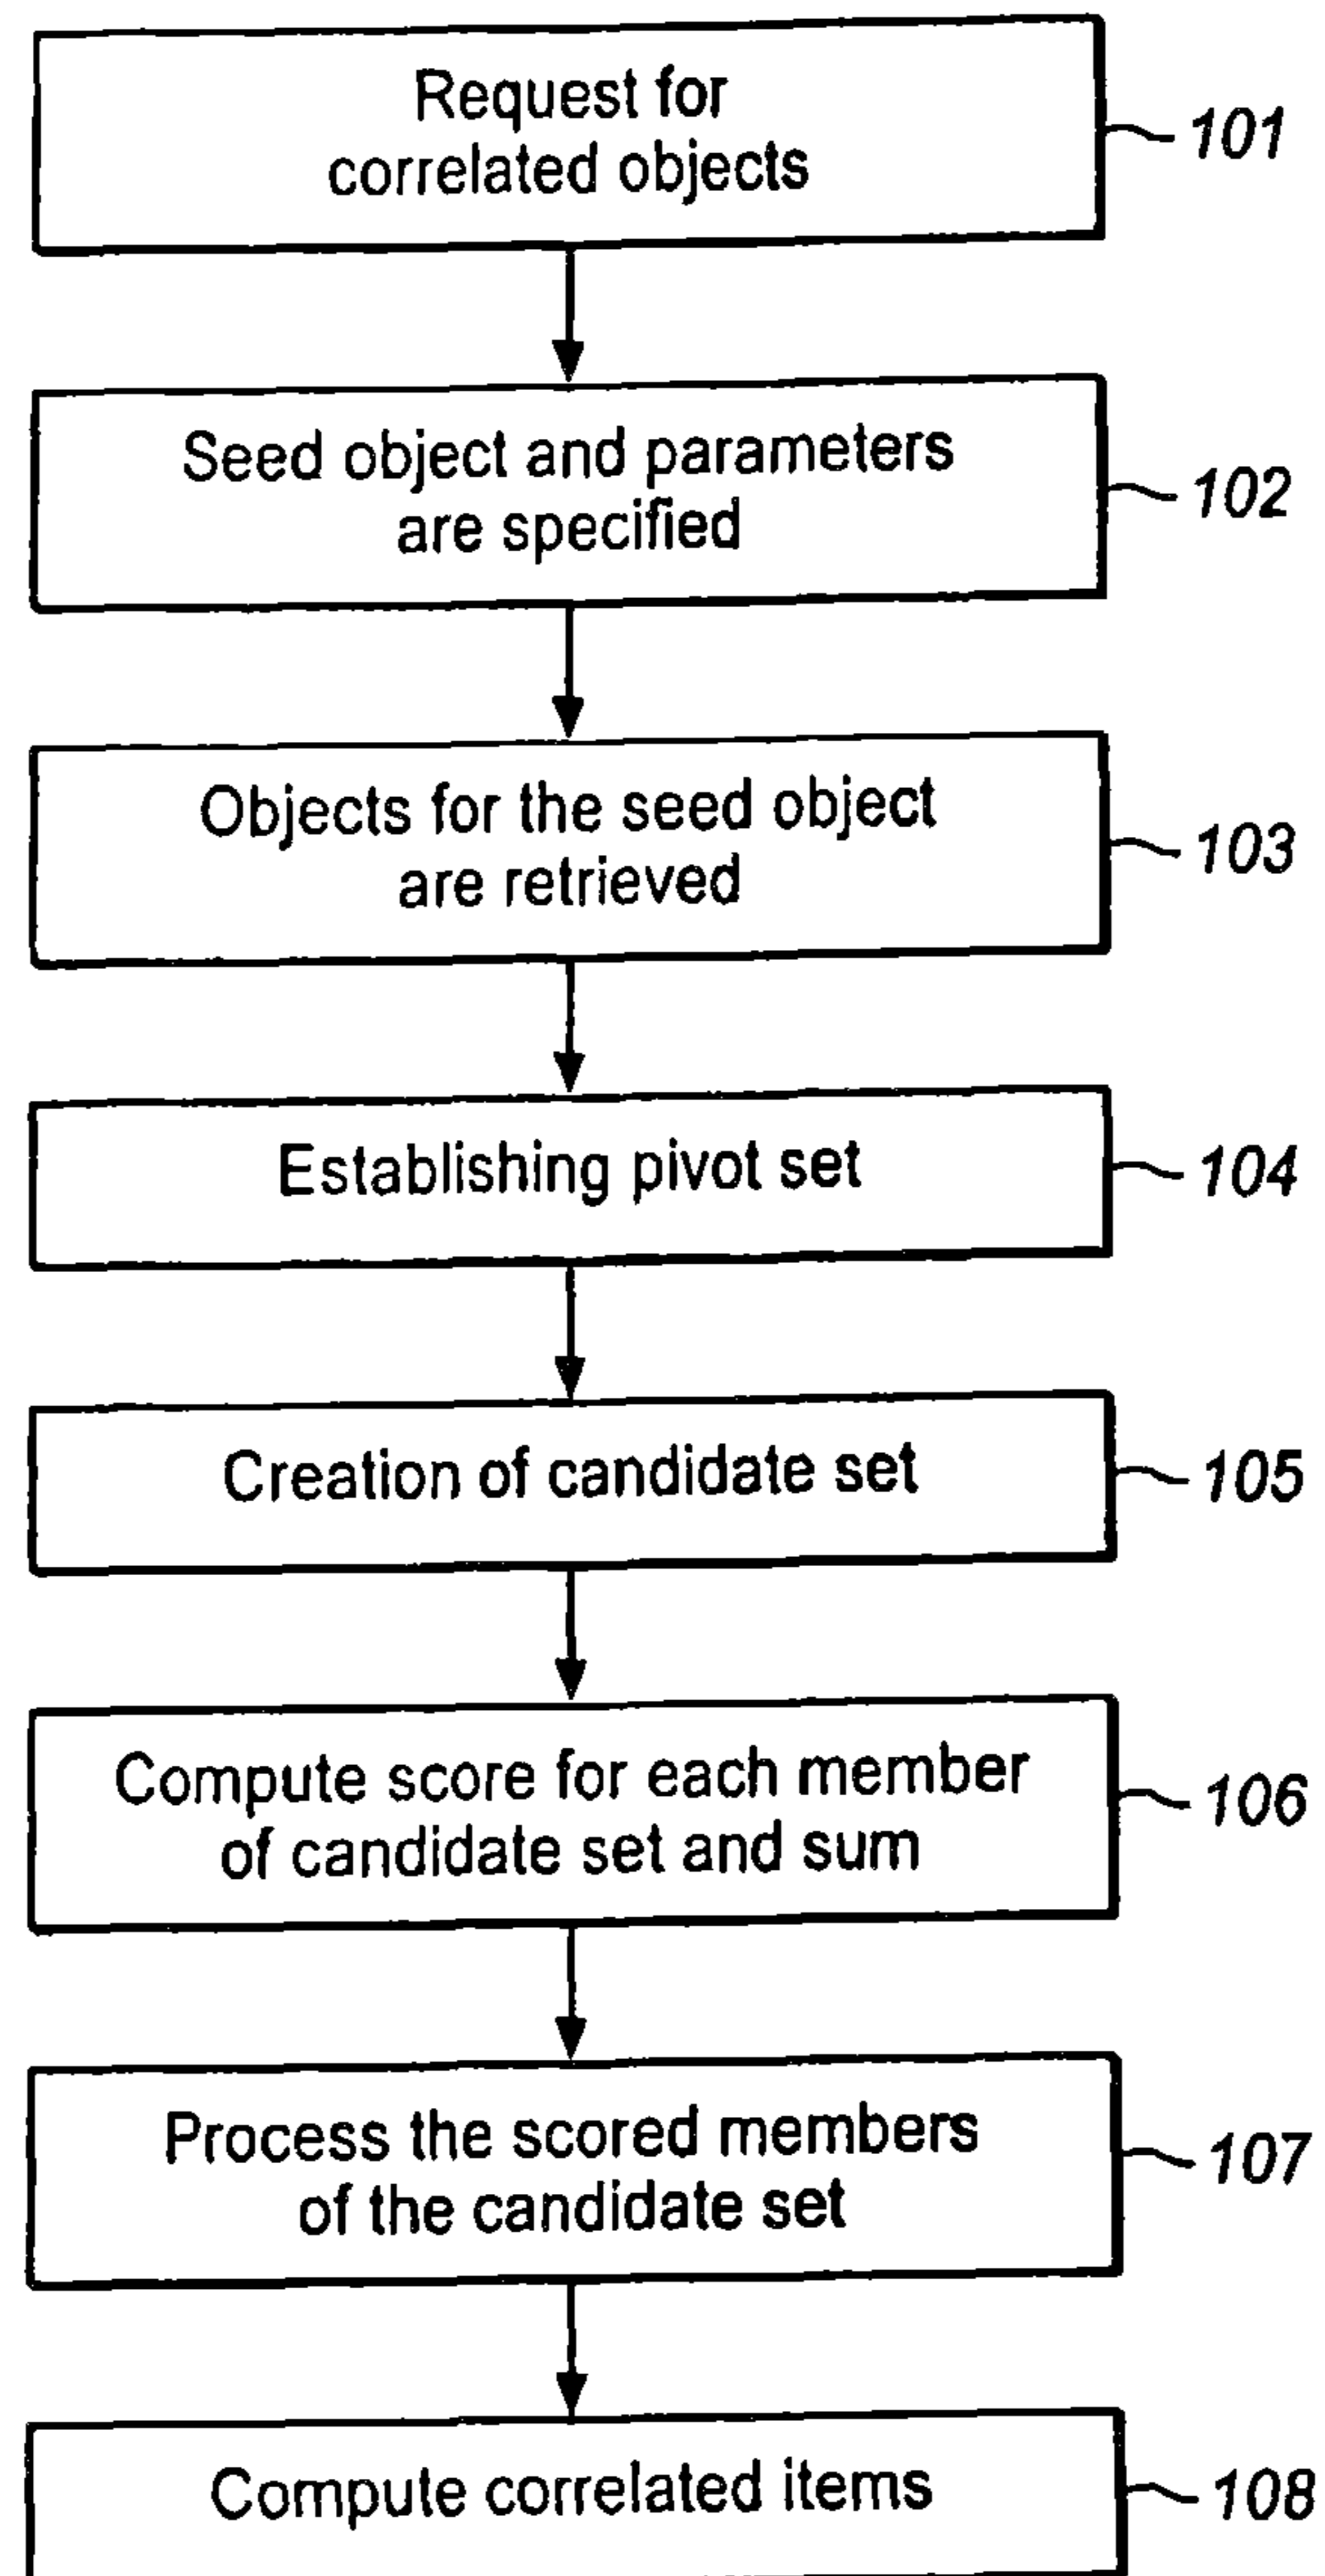 Request for
correlated objects
101
Seed object and parameters
are specified
102
Objects for the seed object
are retrieved
103
Establishing pivot set
104
Creation of candidate set
105
Compute score for each member
of candidate set and sum
106
Process the scored members
of the candidate set
107
Compute correlated items
108